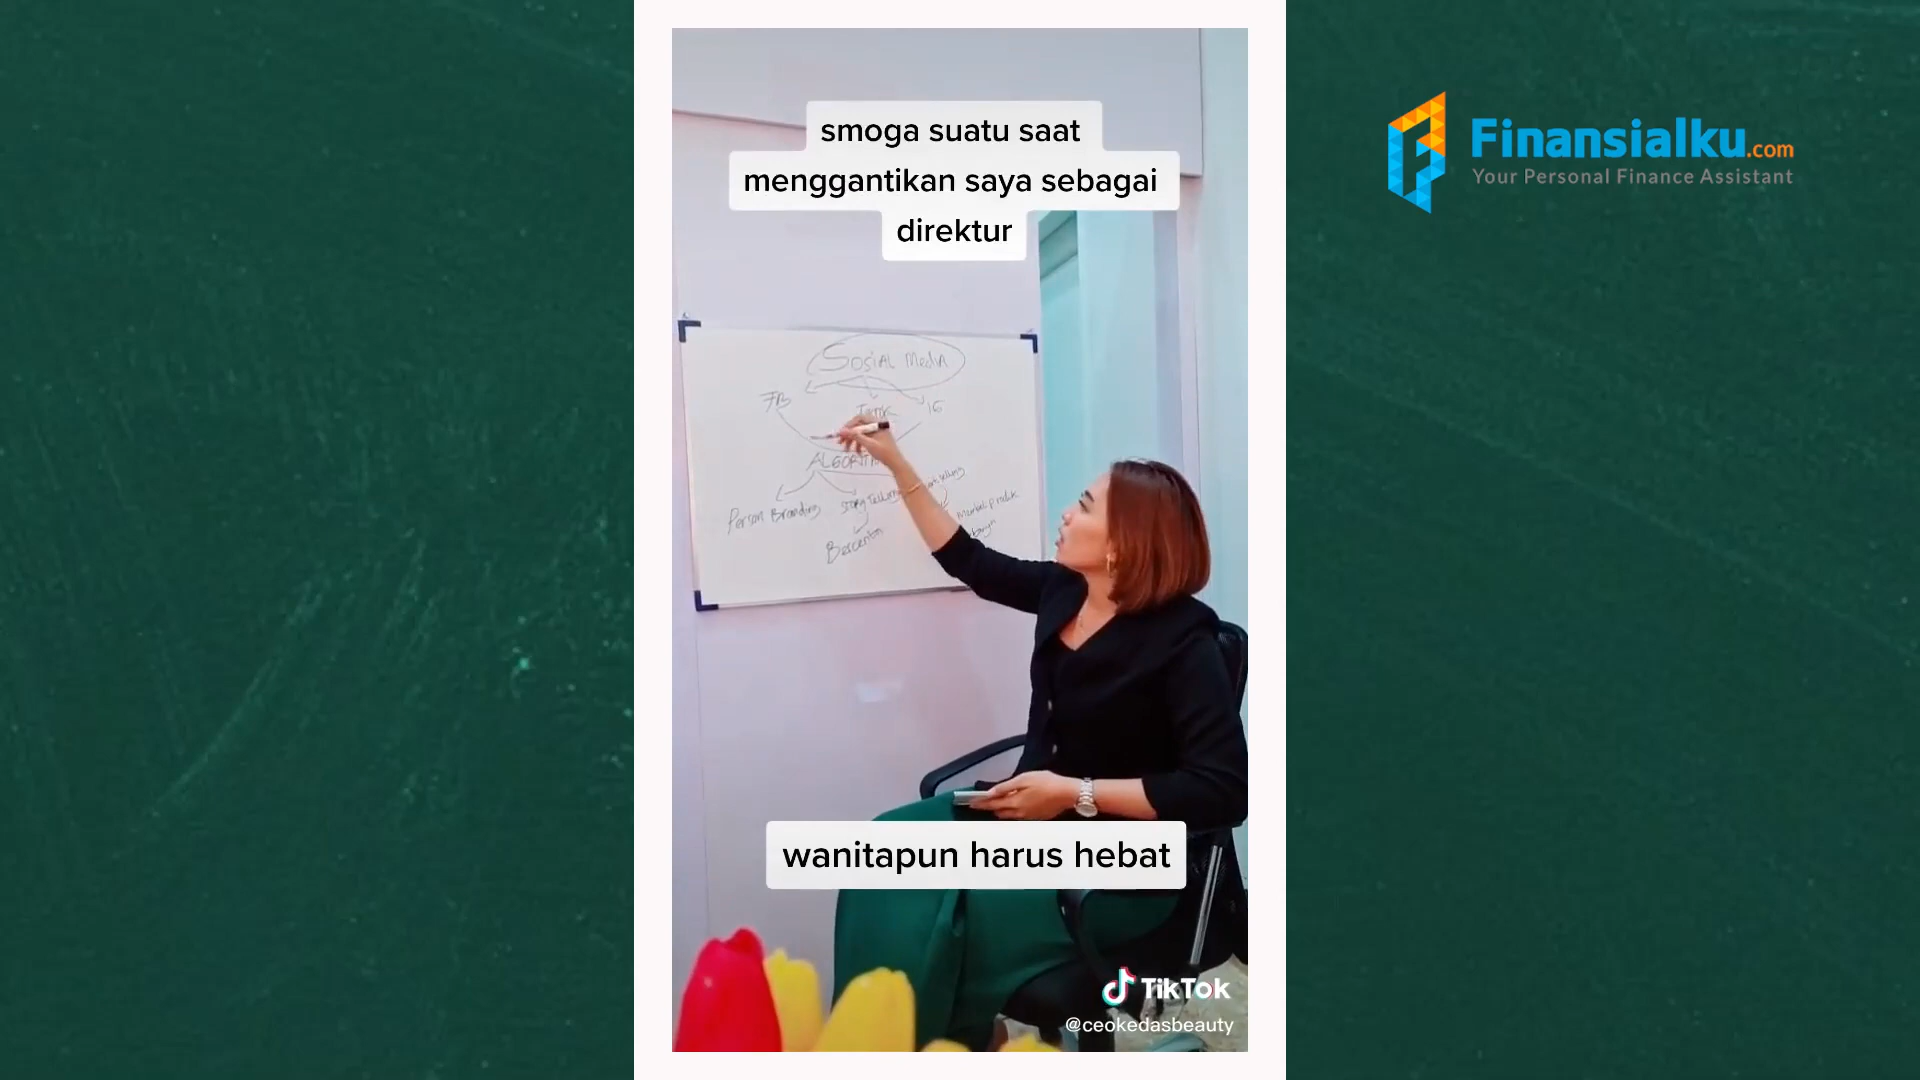 smoga suatu saat
menggantikan saya sebagai
direktur
Finansialku.com
Your Personal Finance Assistant
SosiAL MediA
FB
IG
Person Branding
Bercerita
wanitapun harus hebat
TikTok
@ceokedasbeauty